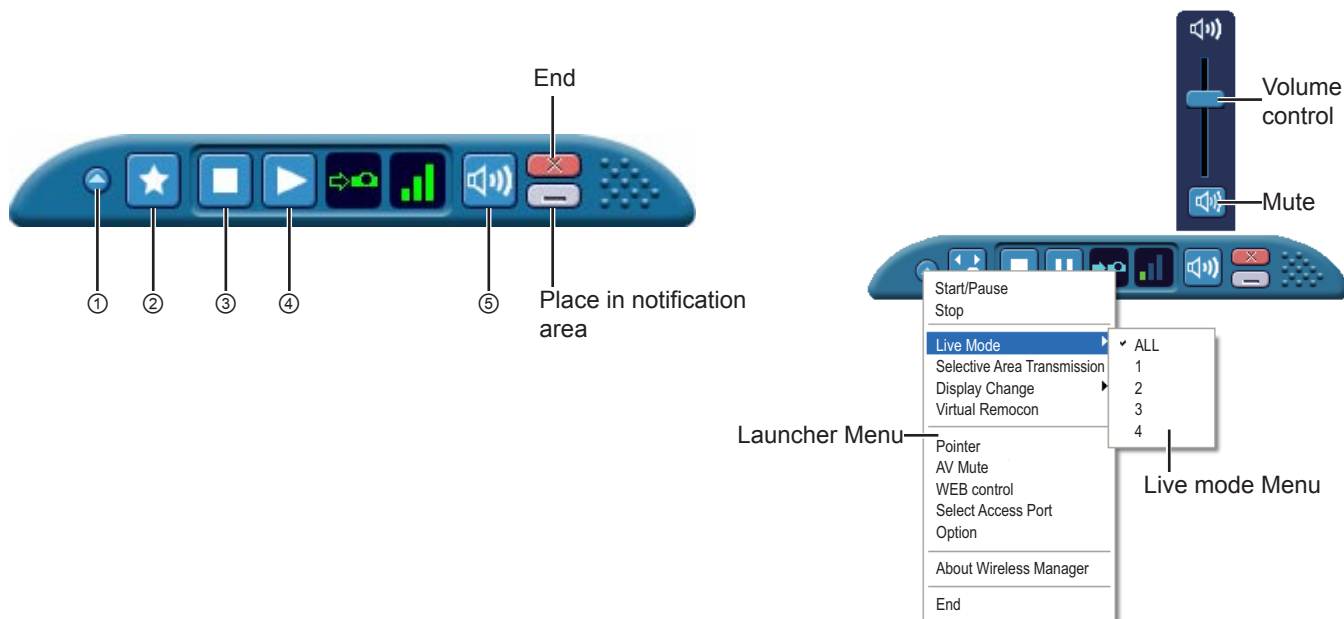 End
①
②
③
④
⑤
Place in notification
area
Volume
control
Mute
Start/Pause
Stop
Live Mode
Selective Area Transmission
Display Change
Virtual Remocon
Pointer
AV Mute
WEB control
Select Access Port
Option
About Wireless Manager
End
ALL
1
2
3
4
Launcher Menu
Live mode Menu